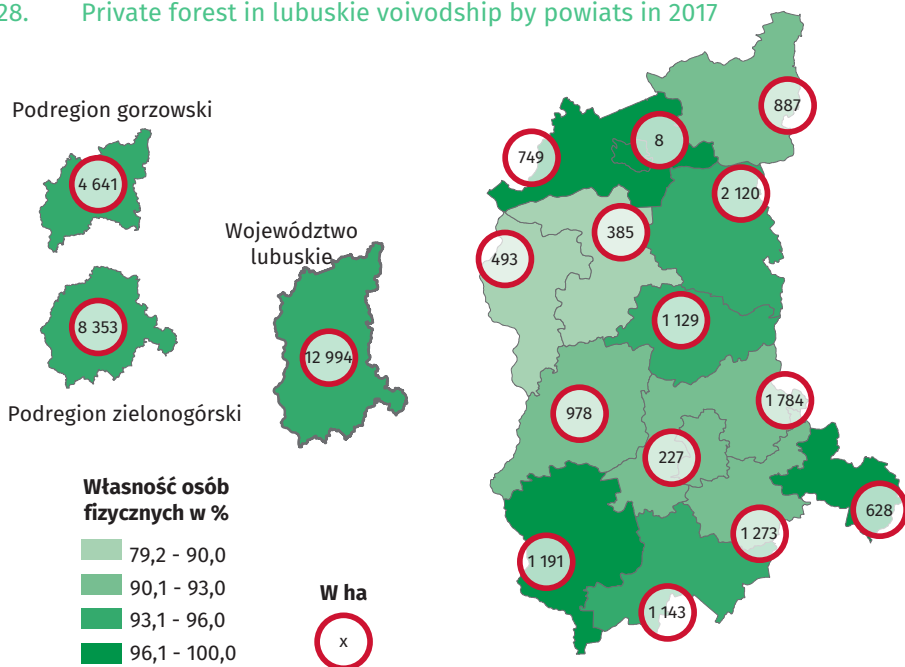 28. Private forest in lubuskie voivodship by powiats in 2017
Podregion gorzowski
4 641
8 353
Podregion zielonogórski
Województwo
lubuskie
12 994
887
8
749
2 120
385
493
1 129
978
1 784
227
628
1 273
1 191
1 143
Własność osób
fizycznych w %
79,2 - 90,0
90,1 - 93,0
93,1 - 96,0
96,1 - 100,0
W ha
x